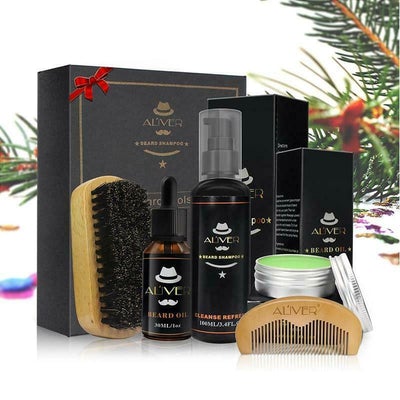 ALIVER
BEARD SHAMPOO
ALIVER
BEARD OIL
30ML/1oz
ALIVER
BEARD SHAMPOO
CLEANSE REFRE
100ML/3.4FL
ALIVER
BEARD OIL
ALIVER